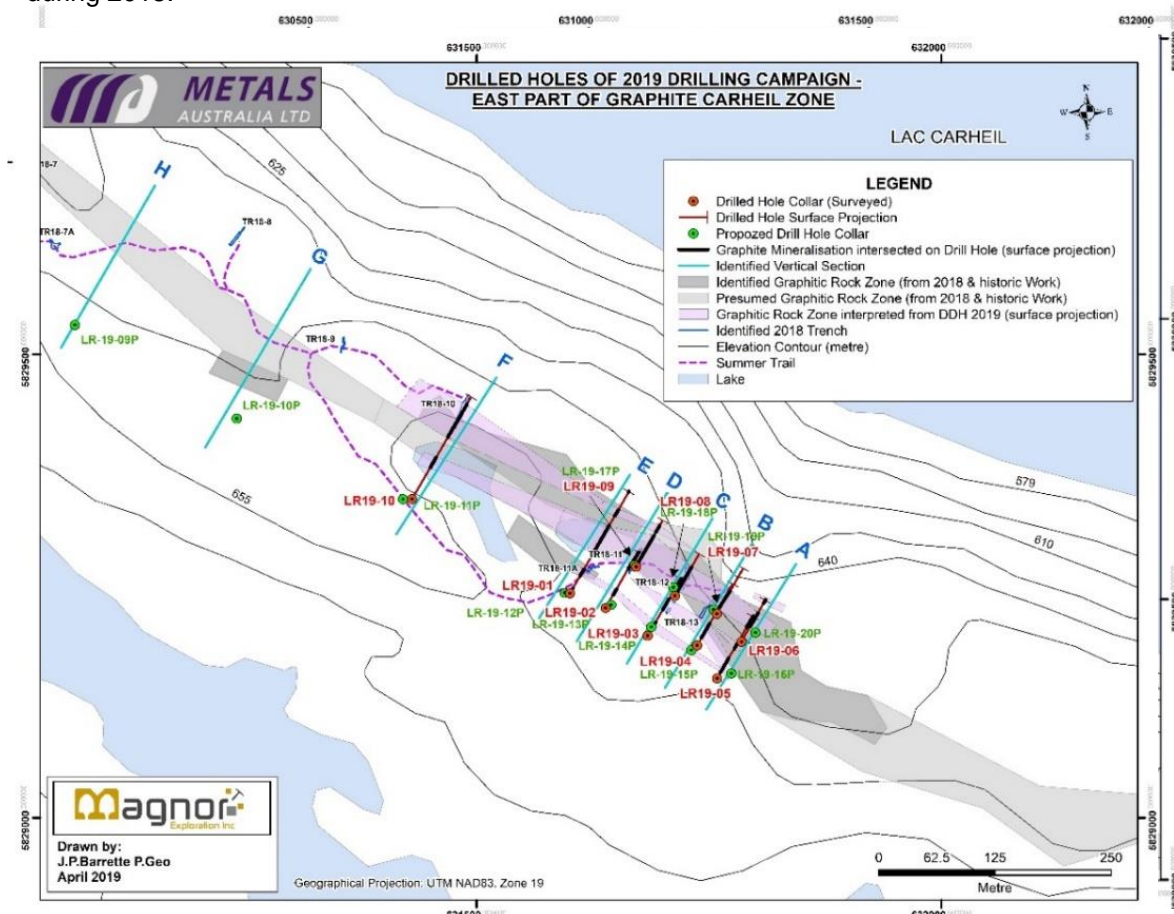 during 2018.
630500
631000
631500
632000
631500
632000
METALS
AUSTRALIA LTD
DRILLED HOLES OF 2019 DRILLING CAMPAIGN -
EAST PART OF GRAPHITE CARHEIL ZONE
N
W E
S
LAC CARHEIL
LEGEND
Drilled Hole Collar (Surveyed)
Drilled Hole Surface Projection
Propozed Drill Hole Collar
Graphite Mineralisation intersected on Drill Hole (surface projection)
Identified Vertical Section
Identified Graphitic Rock Zone (from 2018 & historic Work)
Presumed Graphitic Rock Zone (from 2018 & historic Work)
Graphitic Rock Zone interpreted from DDH 2019 (surface projection)
Identified 2018 Trench
Elevation Contour (metre)
Summer Trail
Lake
18-7
H
625
TR18-7A
TR18-8
G
LR-19-09P
TR18-9
F
5829500
5829500
LR-19-10P
TR18-10
655
LR-19-17P
E
LR19-09
D
LR19-08
LR-19-18P
C
579
LR19-10
LR-19-11P
LR-19-19P
B
610
LR19-07
A
TR18-11
640
TR18-11A
TR18-12
LR19-01
LR-19-12P
LR19-02
TR18-13
LR-19-13P
LR19-03
LR-19-20P
LR-19-14P
LR19-06
LR19-04
LR-19-15P
LR-19-16P
LR19-05
Magnor
Exploration Inc
Drawn by:
J.P.Barrette P.Geo
April 2019
Geographical Projection: UTM NAD83, Zone 19
0 62.5 125 250
Metre
5829000
5829000
631500
632000